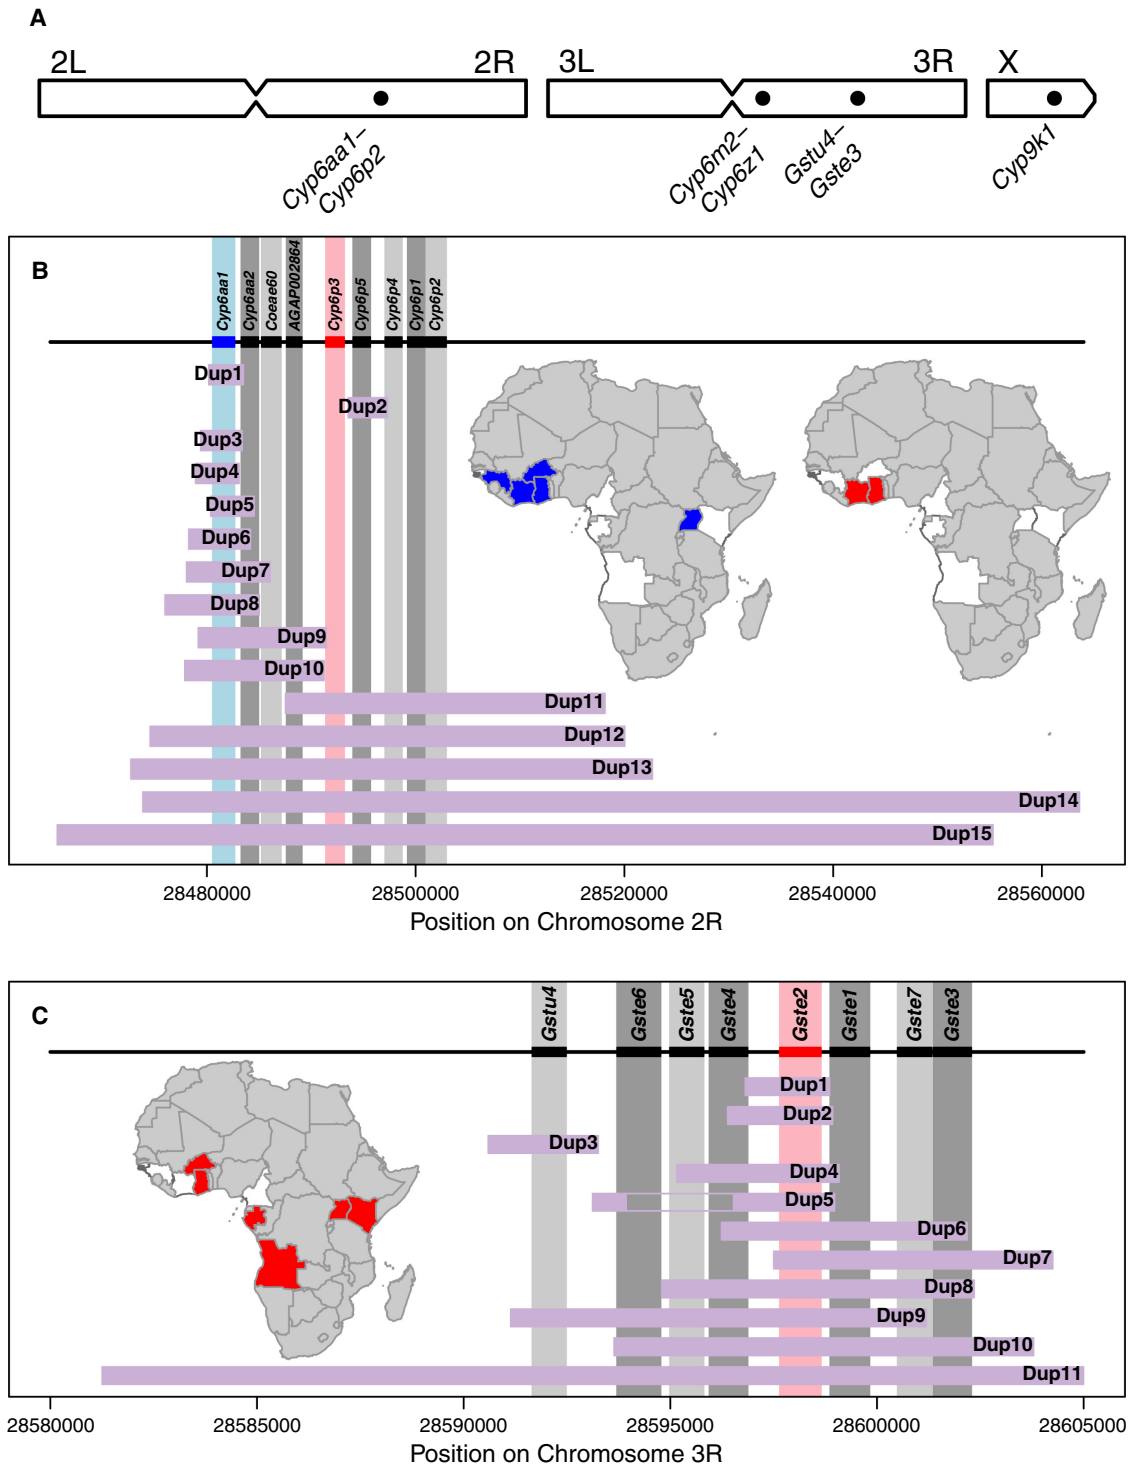 A
2L
2R
3L
3R
X
Cyp6aa1–
Cyp6p2
Cyp6m2–
Cyp6z1
Gstu4–
Gste3
Cyp9k1
B
Cyp6aa1
Cyp6aa2
Coeae60
AGAP002864
Cyp6p3
Cyp6p5
Cyp6p4
Cyp6p1
Cyp6p2
Dup1
Dup2
Dup3
Dup4
Dup5
Dup6
Dup7
Dup8
Dup9
Dup10
Dup11
Dup12
Dup13
Dup14
Dup15
28480000
28500000
28520000
28540000
28560000
Position on Chromosome 2R
C
Gstu4
Gste6
Gste5
Gste4
Gste2
Gste1
Gste7
Gste3
Dup1
Dup2
Dup3
Dup4
Dup5
Dup6
Dup7
Dup8
Dup9
Dup10
Dup11
28580000
28585000
28590000
28595000
28600000
28605000
Position on Chromosome 3R